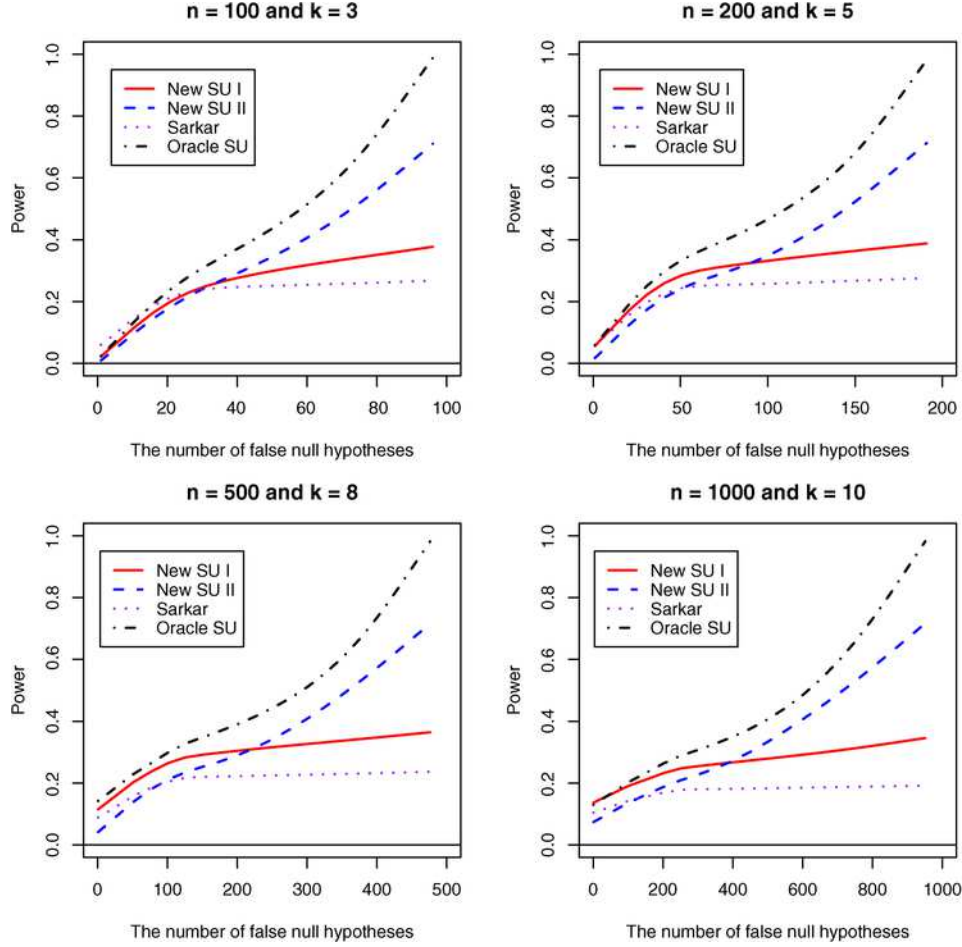 n = 100 and k = 3
Power
1.0
0.8
0.6
0.4
0.2
0.0
New SU I
New SU II
Sarkar
Oracle SU
0 20 40 60 80 100
The number of false null hypotheses
n = 200 and k = 5
Power
1.0
0.8
0.6
0.4
0.2
0.0
New SU I
New SU II
Sarkar
Oracle SU
0 50 100 150 200
The number of false null hypotheses
n = 500 and k = 8
Power
1.0
0.8
0.6
0.4
0.2
0.0
New SU I
New SU II
Sarkar
Oracle SU
0 100 200 300 400 500
The number of false null hypotheses
n = 1000 and k = 10
Power
1.0
0.8
0.6
0.4
0.2
0.0
New SU I
New SU II
Sarkar
Oracle SU
0 200 400 600 800 1000
The number of false null hypotheses